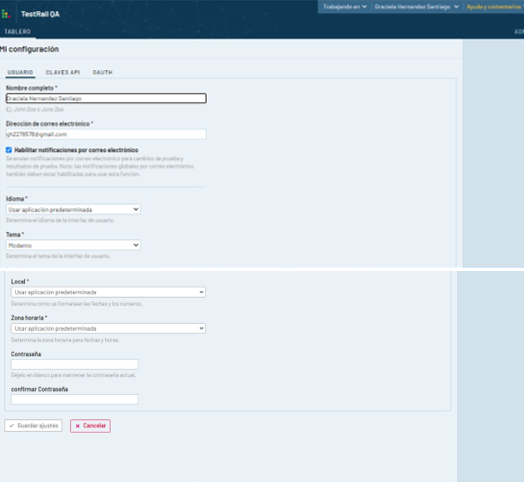 TestRail QA
Trabajando en
Graciela Hernandez Santiago
Ayuda y comentarios
TABLERO
Mi configuración
USUARIO CLAVES API OAUTH
Nombre completo *
Graciela Hernandez Santiago
Ej: John Doe o Jane Doe
Dirección de correo electrónico *
Habilitar notificaciones por correo electrónico
Se envían notificaciones por correo electrónico para cambios de prueba y
resultados de prueba. Nota: las notificaciones globales por correo electrónico
también deben estar habilitadas para usar esta función.
Idioma *
Usar aplicación predeterminada
Determina el idioma de la interfaz de usuario.
Tema *
Moderno
Determina el tema de la interfaz de usuario.
Local *
Usar aplicación predeterminada
Determina cómo se formatean las fechas y los números.
Zona horaria *
Usar aplicación predeterminada
Determina la zona horaria para fechas y horas.
Contraseña
Déjelo en blanco para mantener la contraseña actual.
confirmar Contraseña
Guardar ajustes
Cancelar